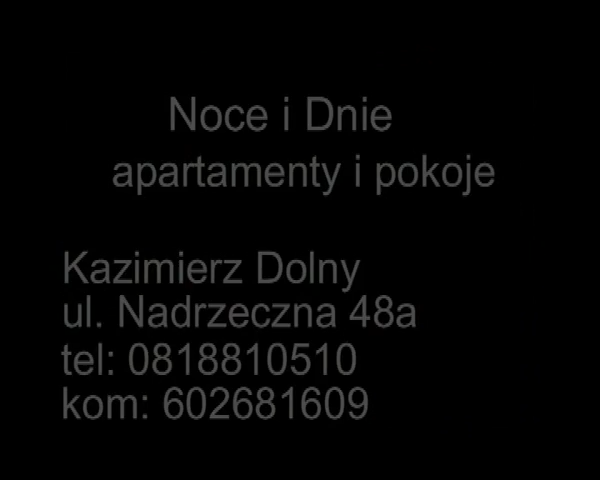 Noce i Dnie
apartamenty i pokoje
Kazimierz Dolny
ul. Nadrzeczna 48a
tel: 0818810510
kom: 602681609